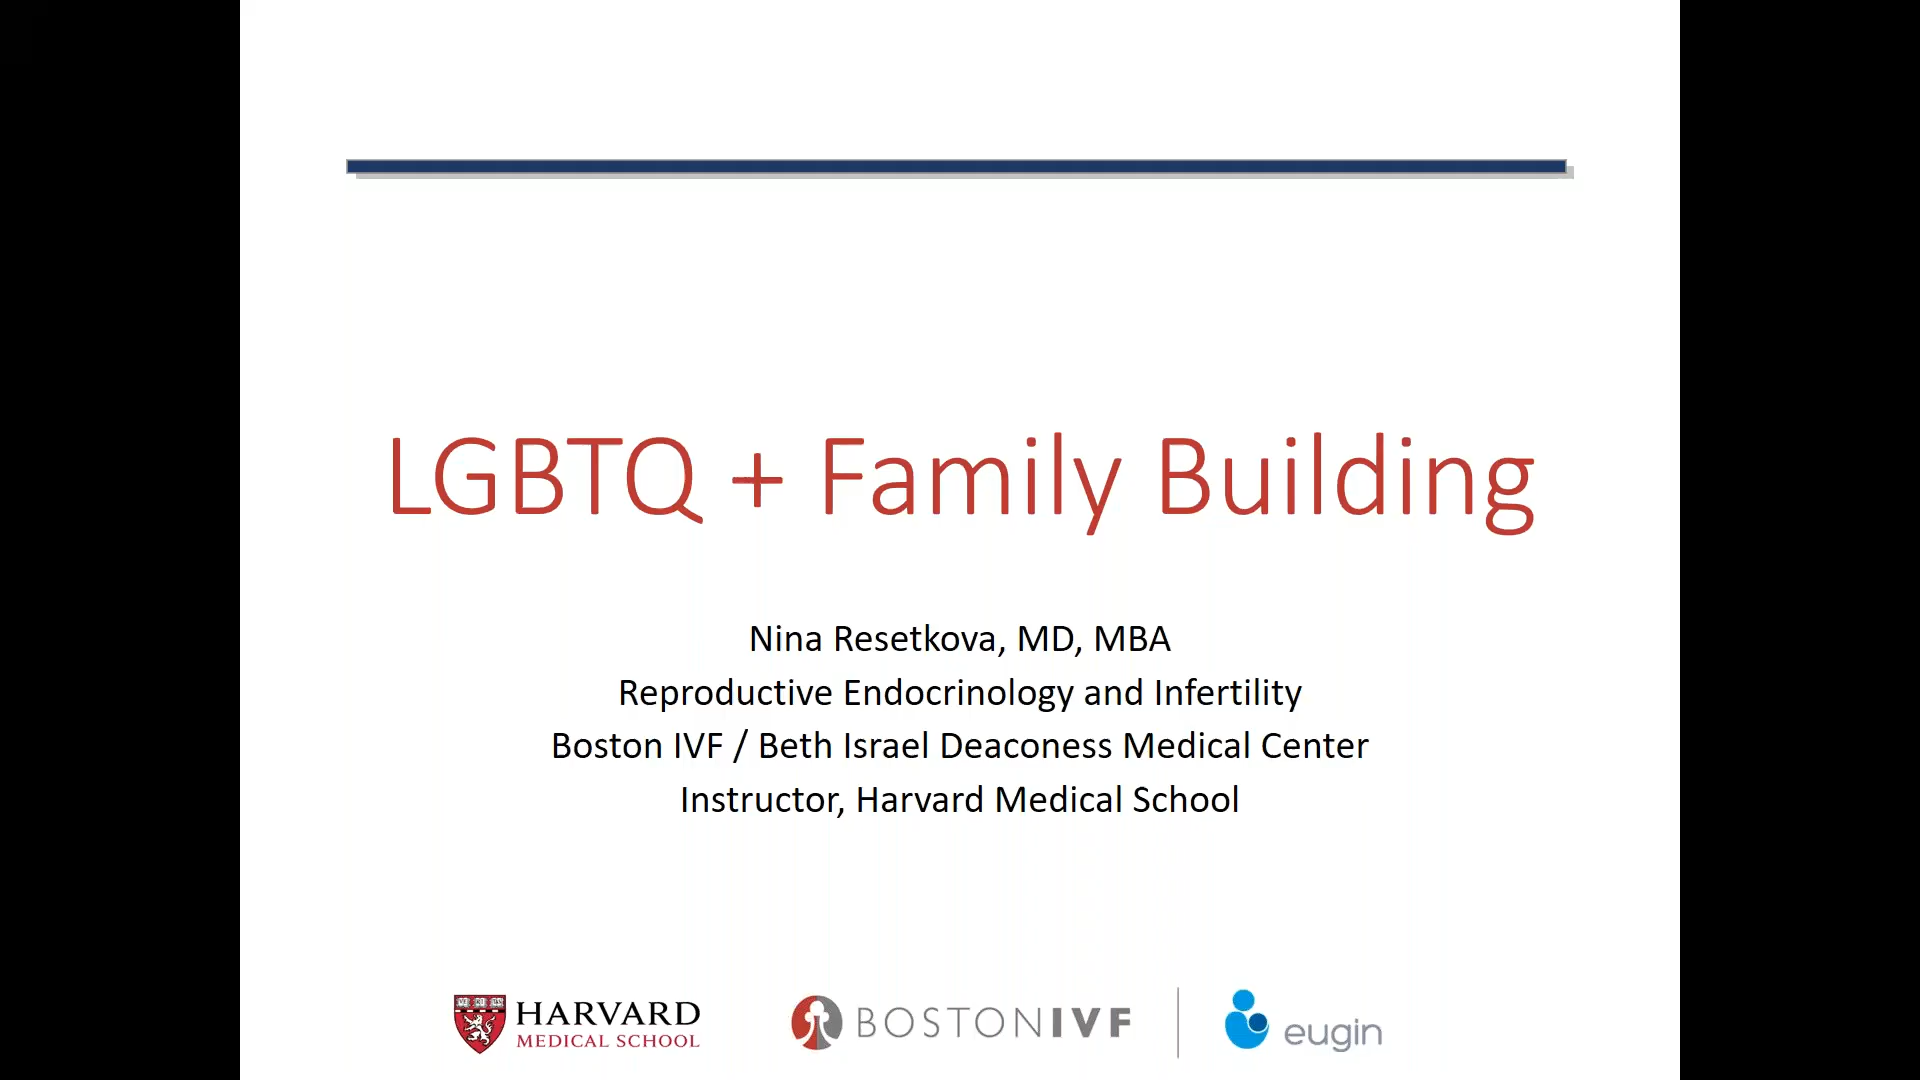 LGBTQ + Family Building
Nina Resetkova, MD, MBA
Reproductive Endocrinology and Infertility
Boston IVF / Beth Israel Deaconess Medical Center
Instructor, Harvard Medical School
HARVARD
MEDICAL SCHOOL
BOSTONIVF
eugin